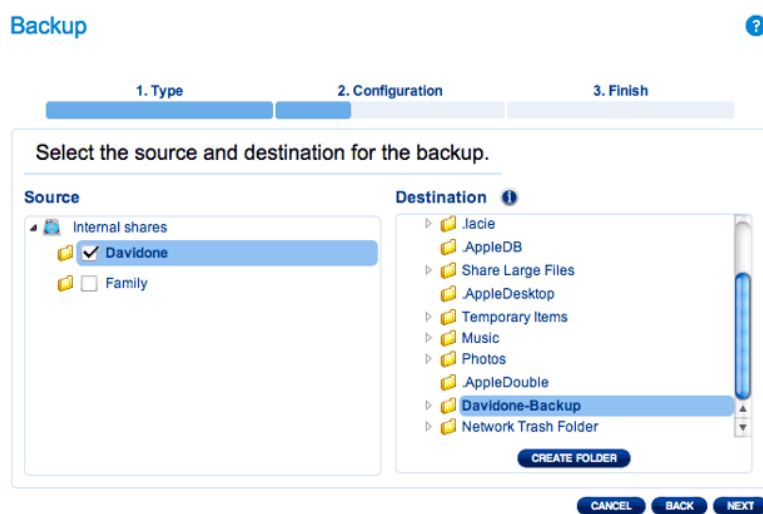 Backup
?
1. Type
2. Configuration
3. Finish
Select the source and destination for the backup.
Source
Internal shares
Davidone
Family
Destination i
.lacie
.AppleDB
Share Large Files
.AppleDesktop
Temporary Items
Music
Photos
.AppleDouble
Davidone-Backup
Network Trash Folder
CREATE FOLDER
CANCEL
BACK
NEXT